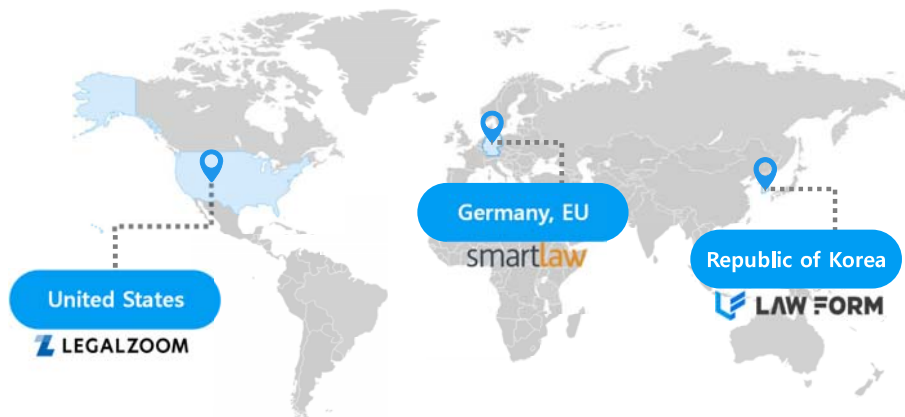 United States
LEGALZOOM
Germany, EU
smartlaw
Republic of Korea
LAW FORM